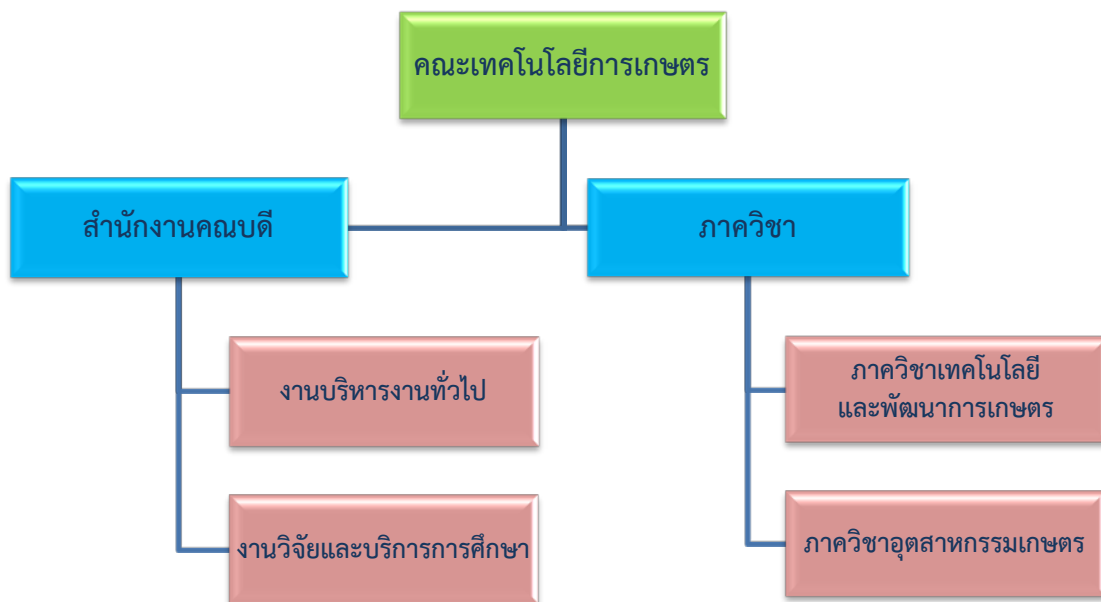 คณะเทคโนโลยีการเกษตร
สำนักงานคณบดี
ภาควิชา
งานบริหารงานทั่วไป
ภาควิชาเทคโนโลยี
และพัฒนาการเกษตร
งานวิจัยและบริการการศึกษา
ภาควิชาอุตสาหกรรมเกษตร